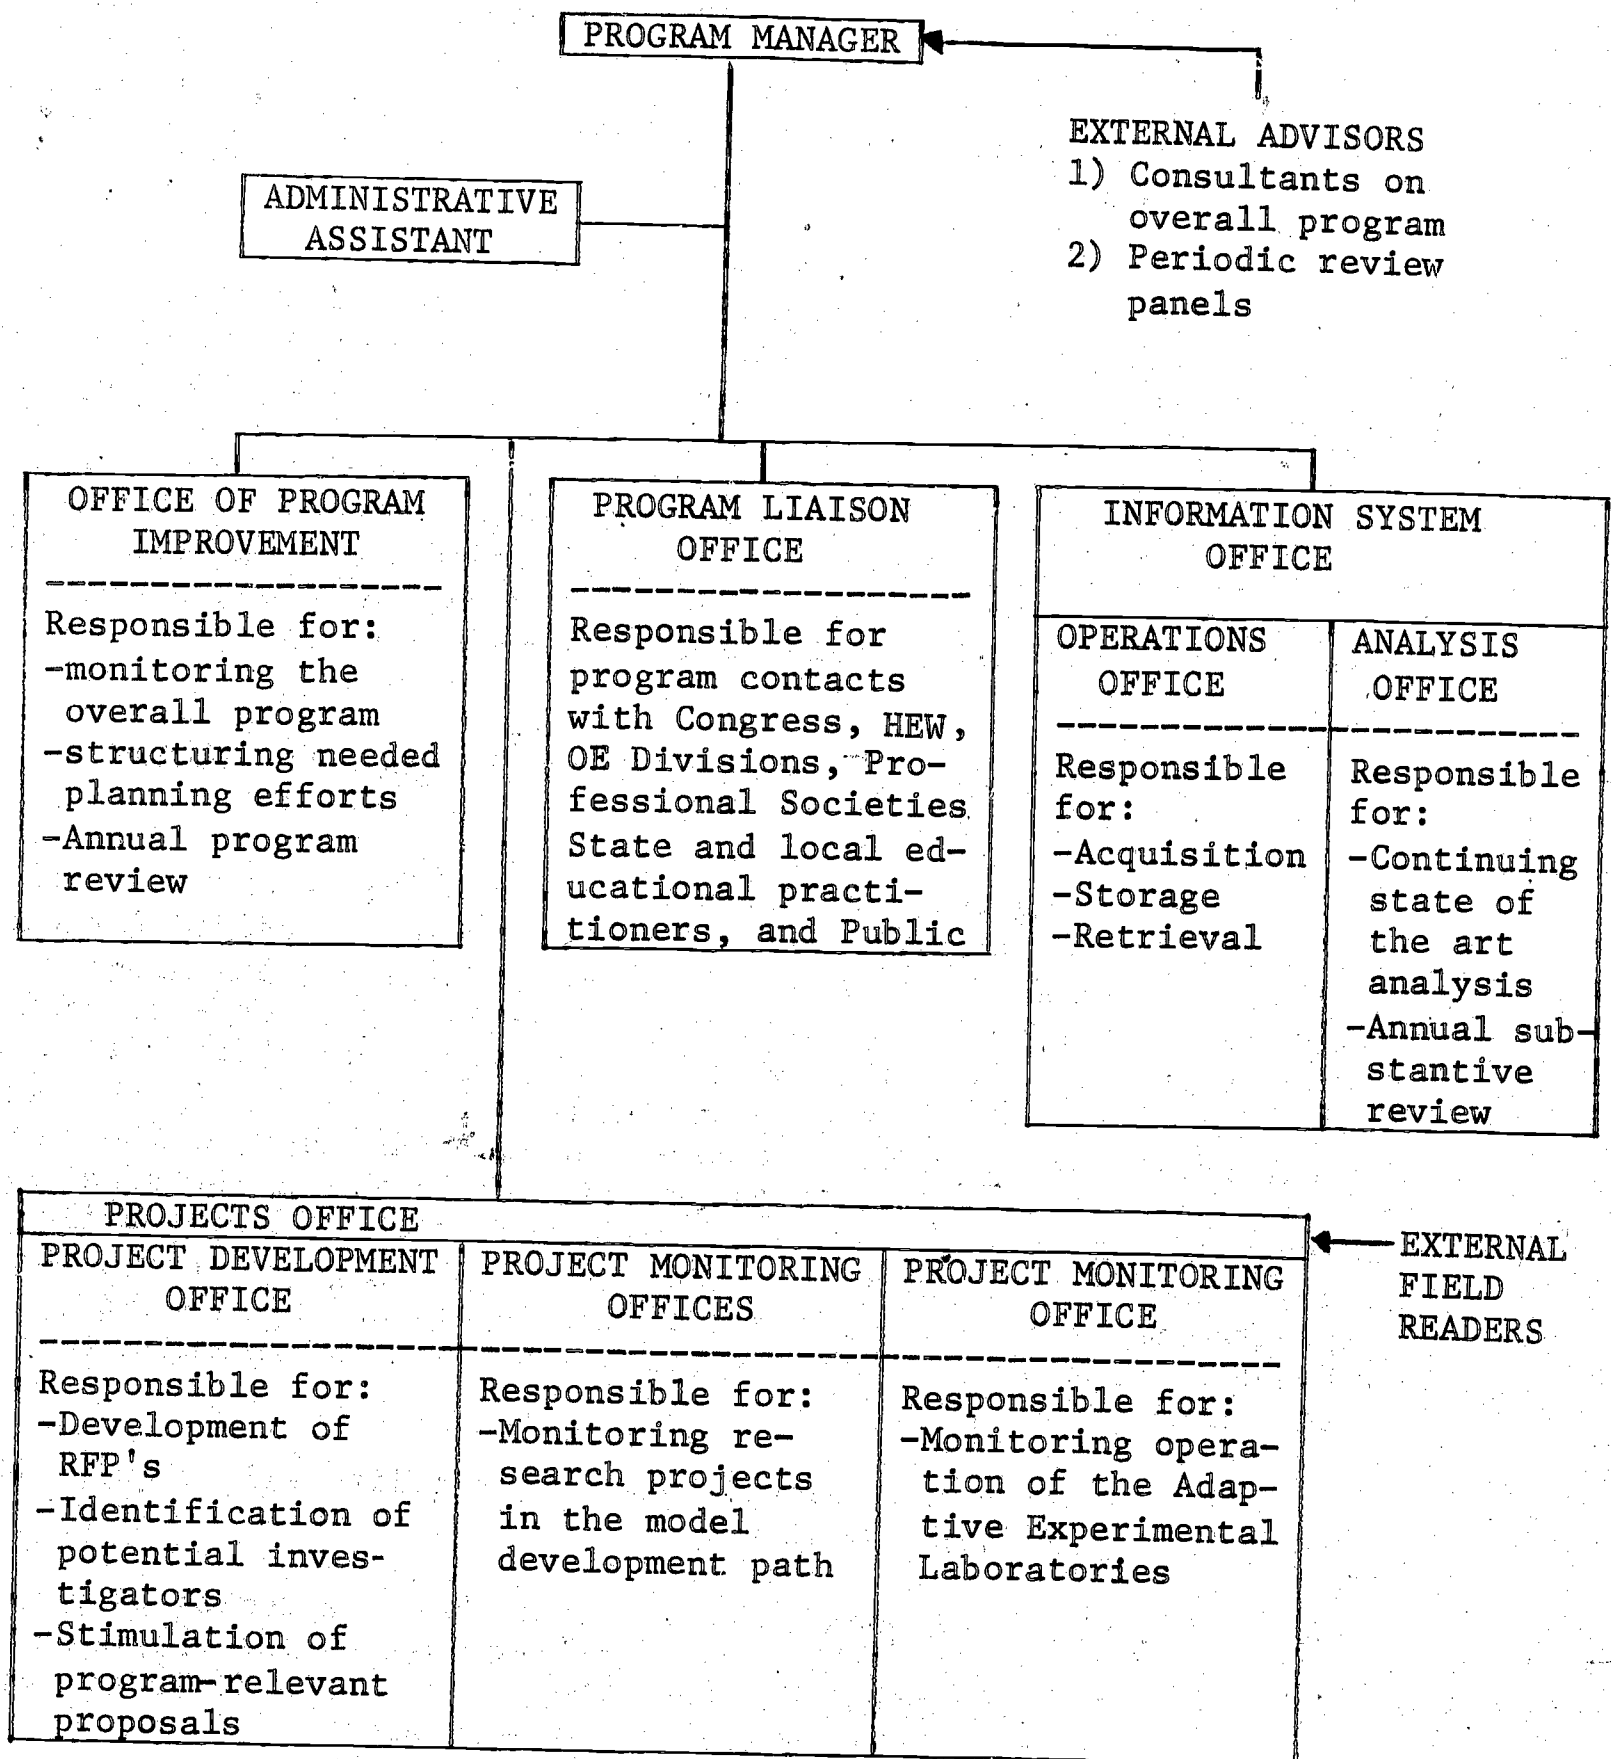 PROGRAM MANAGER
EXTERNAL ADVISORS
1) Consultants on
overall program
2) Periodic review
panels
ADMINISTRATIVE
ASSISTANT
OFFICE OF PROGRAM
IMPROVEMENT
Responsible for:
-monitoring the
overall program
-structuring needed
planning efforts
-Annual program
review
PROGRAM LIAISON
OFFICE
Responsible for
program contacts
with Congress, HEW,
OE Divisions, Pro-
fessional Societies
State and local ed-
ucational practi-
tioners, and Public
INFORMATION SYSTEM
OFFICE
OPERATIONS
OFFICE
Responsible
for:
-Acquisition
-Storage
-Retrieval
ANALYSIS
OFFICE
Responsible
for:
-Continuing
state of
the art
analysis
-Annual sub-
stantive
review
PROJECTS OFFICE
PROJECT DEVELOPMENT
OFFICE
Responsible for:
-Development of
RFP's
-Identification of
potential inves-
tigators
-Stimulation of
program-relevant
proposals
PROJECT MONITORING
OFFICES
Responsible for:
-Monitoring re-
search projects
in the model
development path
PROJECT MONITORING
OFFICE
Responsible for:
-Monitoring opera-
tion of the Adap-
tive Experimental
Laboratories
EXTERNAL
FIELD
READERS